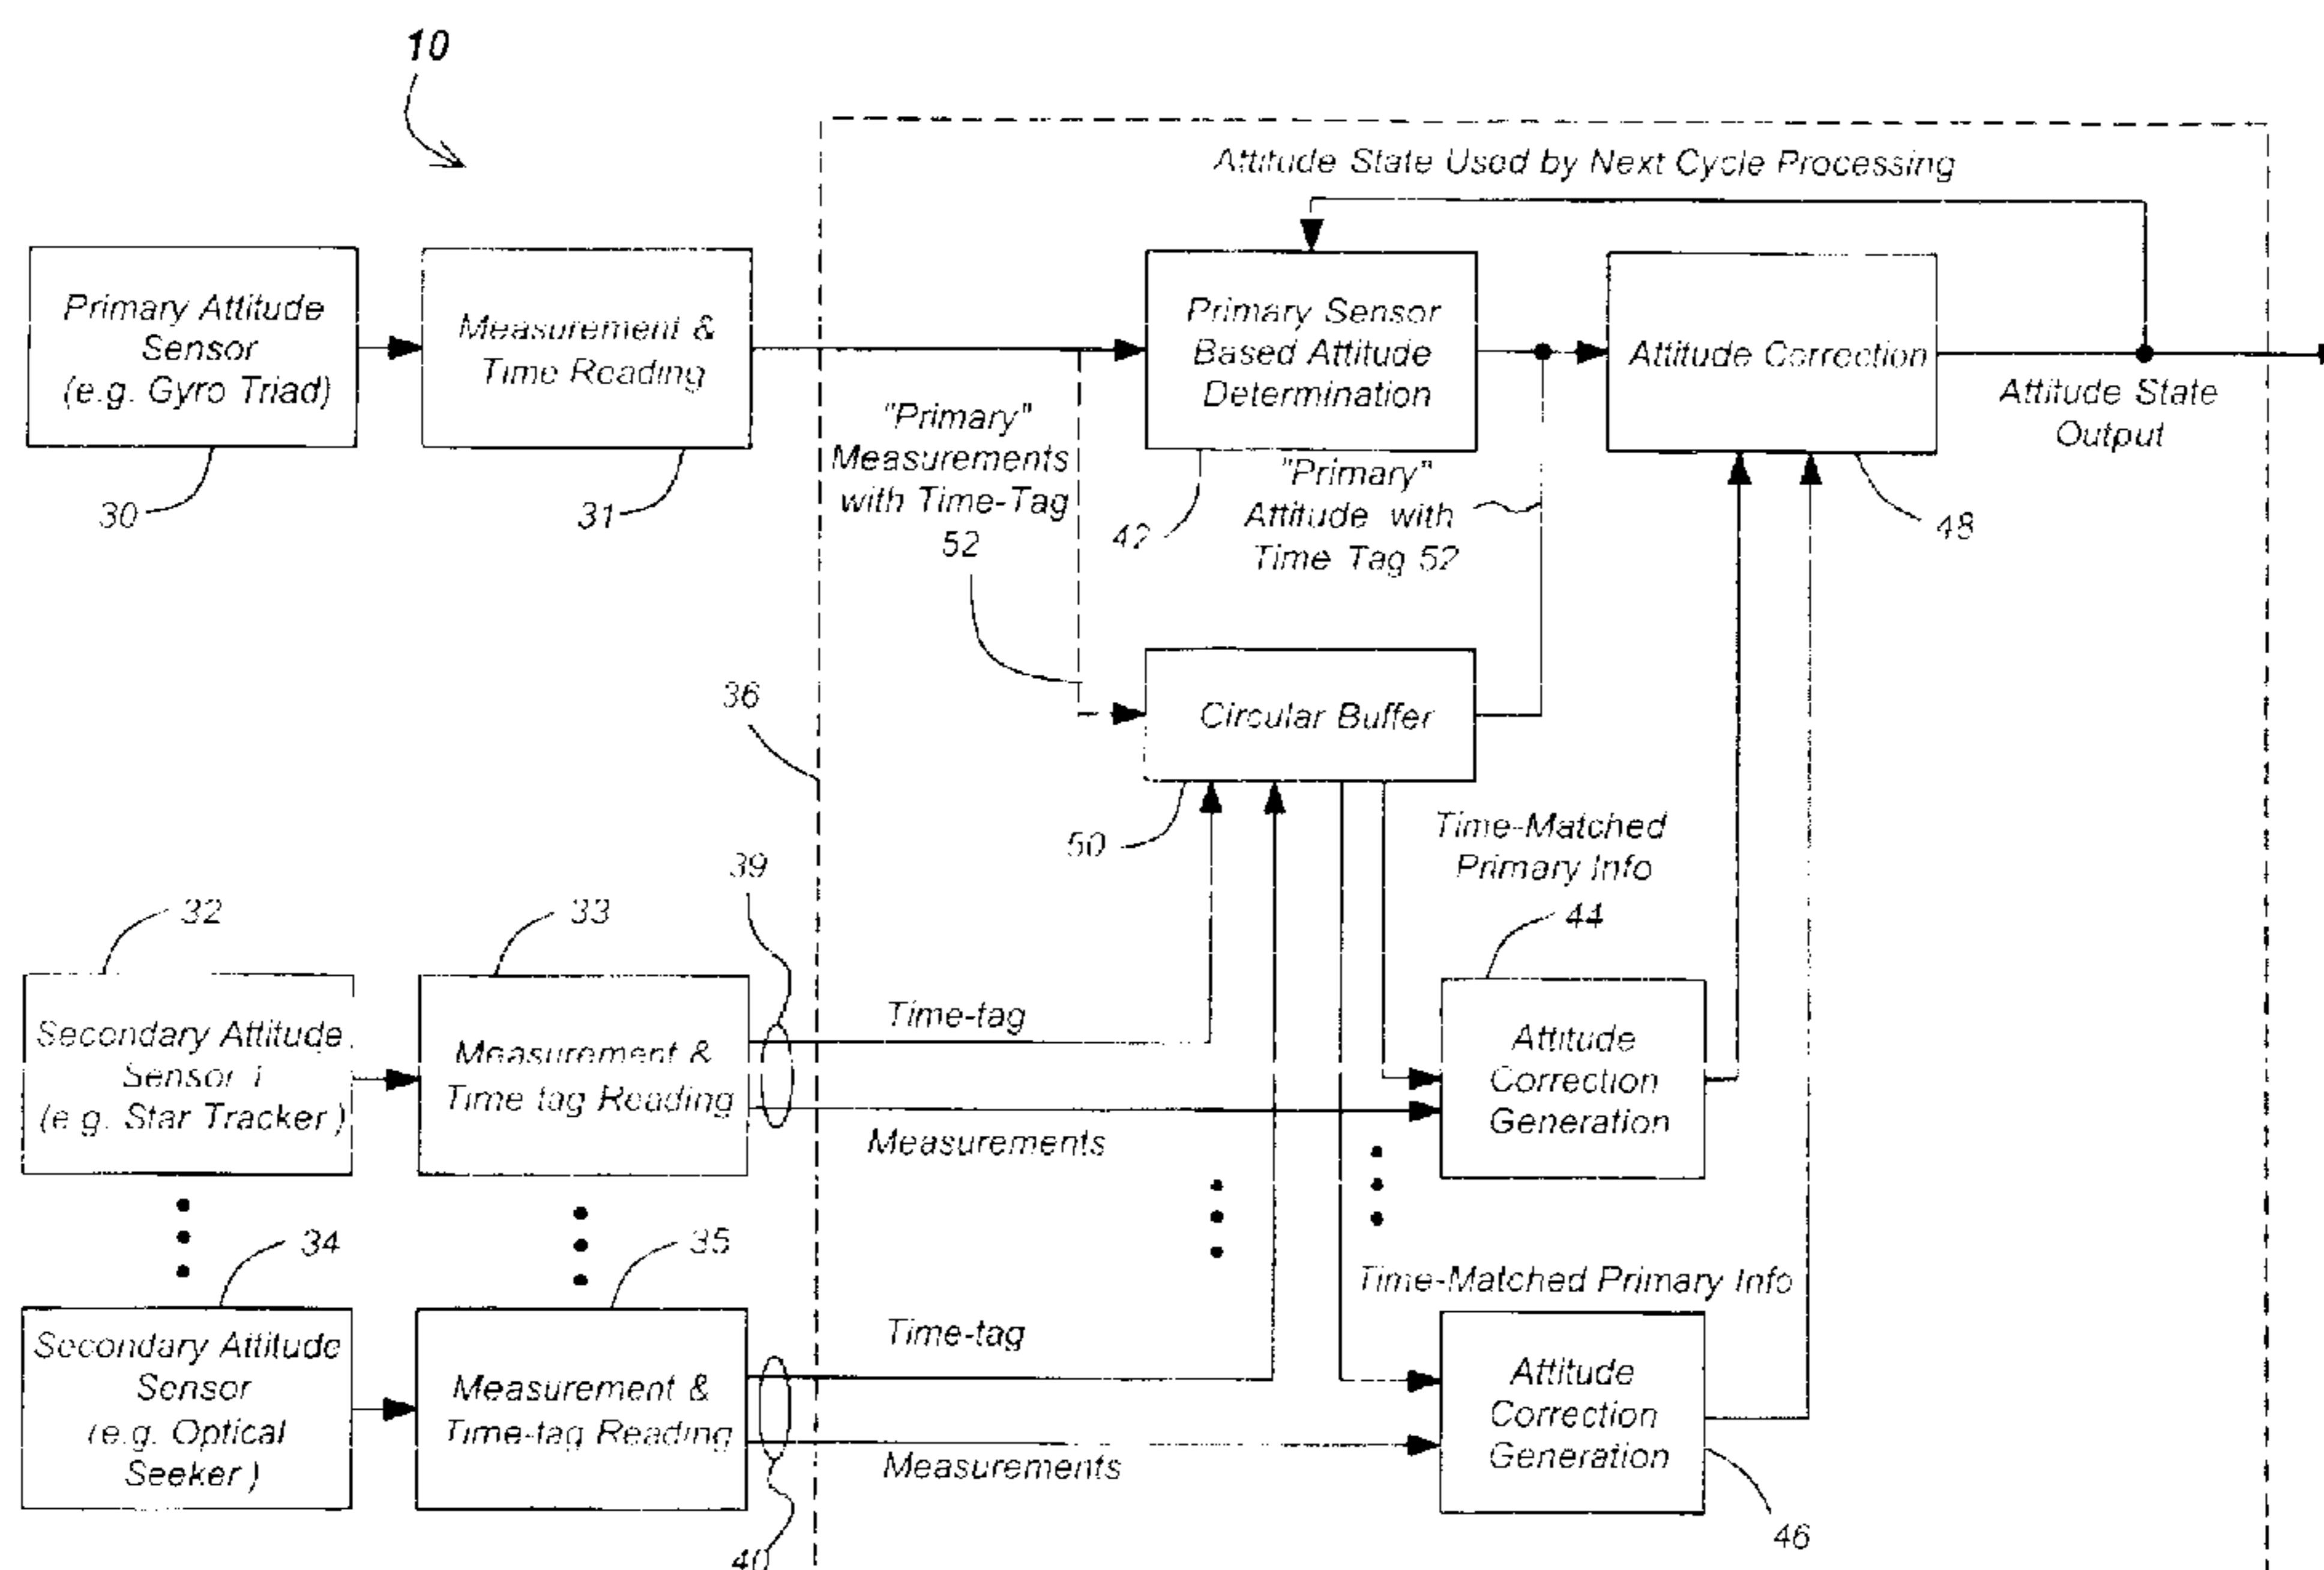 10
Attitude State Used by Next Cycle Processing
Primary Attitude
Sensor
(e.g. Gyro Triad)
30
Measurement &
Time Reading
31
"Primary"
Measurements
with Time-Tag
52
Primary Sensor
Based Attitude
Determination
42
"Primary"
Attitude with
Time Tag 52
Attitude Correction
48
Attitude State
Output
36
Circular Buffer
50
Time-Matched
Primary Info
44
39
32
33
Secondary Attitude
Sensor 1
(e.g. Star Tracker)
Measurement &
Time tag Reading
Time-tag
Measurements
Attitude
Correction
Generation
34
35
Secondary Attitude
Sensor
(e.g. Optical
Seeker)
Measurement &
Time-tag Reading
Time-tag
Measurements
40
Time-Matched Primary Info
Attitude
Correction
Generation
46